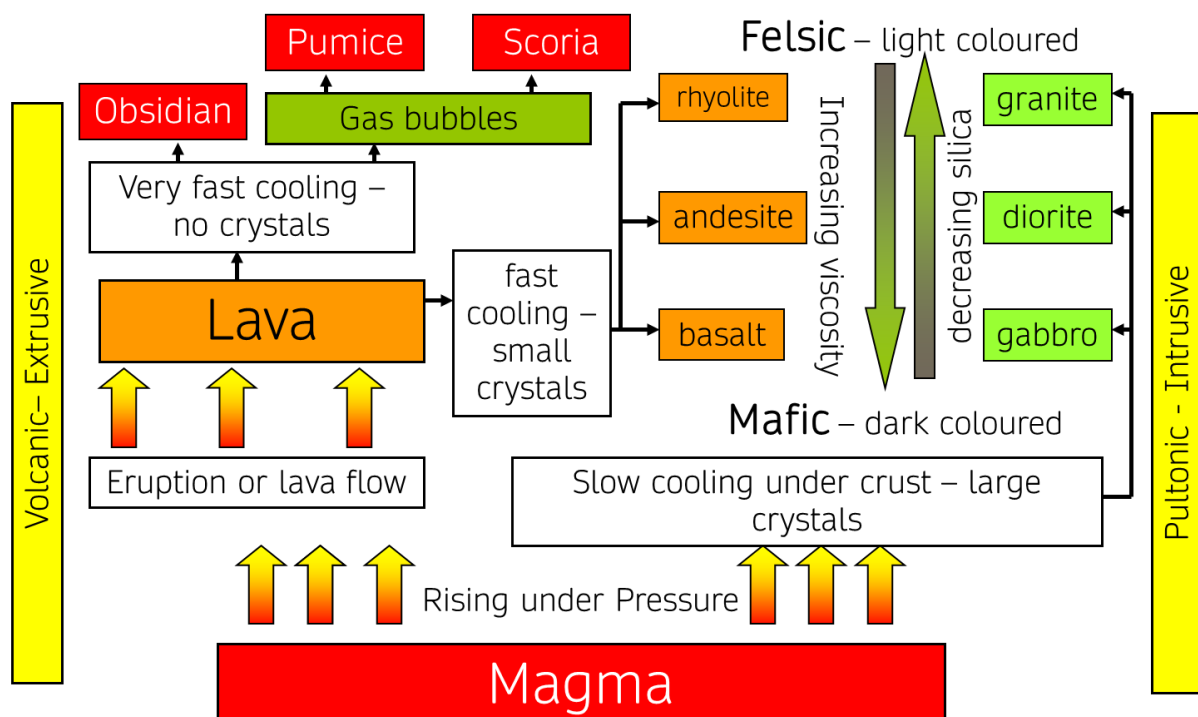 Pumice
Scoria
Felsic – light coloured
Obsidian
Gas bubbles
rhyolite
granite
Very fast cooling –
no crystals
andesite
diorite
Increasing viscosity
decreasing silica
fast
cooling –
small
crystals
Lava
basalt
gabbro
Mafic – dark coloured
Volcanic– Extrusive
Pultonic - Intrusive
Eruption or lava flow
Slow cooling under crust – large
crystals
Rising under Pressure
Magma